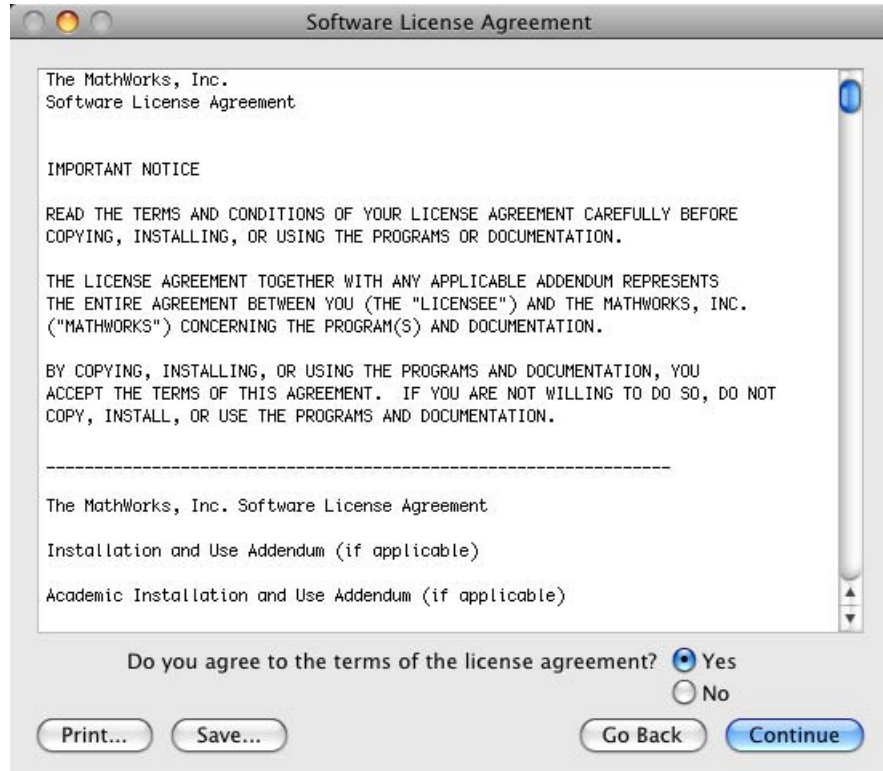 Software License Agreement
The MathWorks, Inc.
Software License Agreement
IMPORTANT NOTICE
READ THE TERMS AND CONDITIONS OF YOUR LICENSE AGREEMENT CAREFULLY BEFORE
COPYING, INSTALLING, OR USING THE PROGRAMS OR DOCUMENTATION.
THE LICENSE AGREEMENT TOGETHER WITH ANY APPLICABLE ADDENDUM REPRESENTS
THE ENTIRE AGREEMENT BETWEEN YOU (THE "LICENSEE") AND THE MATHWORKS, INC.
("MATHWORKS") CONCERNING THE PROGRAM(S) AND DOCUMENTATION.
BY COPYING, INSTALLING, OR USING THE PROGRAMS AND DOCUMENTATION, YOU
ACCEPT THE TERMS OF THIS AGREEMENT.  IF YOU ARE NOT WILLING TO DO SO, DO NOT
COPY, INSTALL, OR USE THE PROGRAMS AND DOCUMENTATION.
-----------------------------------------------------------------
The MathWorks, Inc. Software License Agreement
Installation and Use Addendum (if applicable)
Academic Installation and Use Addendum (if applicable)
Do you agree to the terms of the license agreement? Yes
No
Print... Save... Go Back Continue